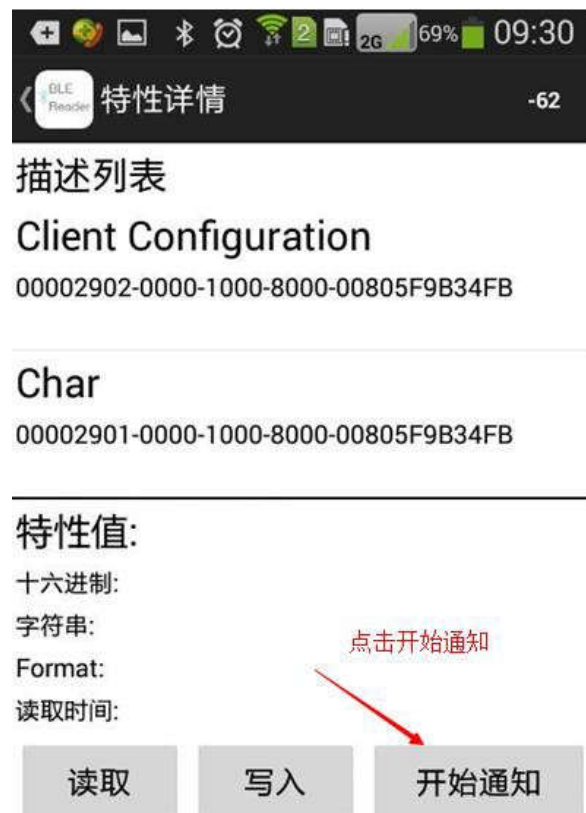 2
2G
69%
09:30
BLE
Reader
特性详情
-62
描述列表
Client Configuration
00002902-0000-1000-8000-00805F9B34FB
Char
00002901-0000-1000-8000-00805F9B34FB
特性值:
十六进制:
字符串:
点击开始通知
Format:
读取时间:
读取
写入
开始通知